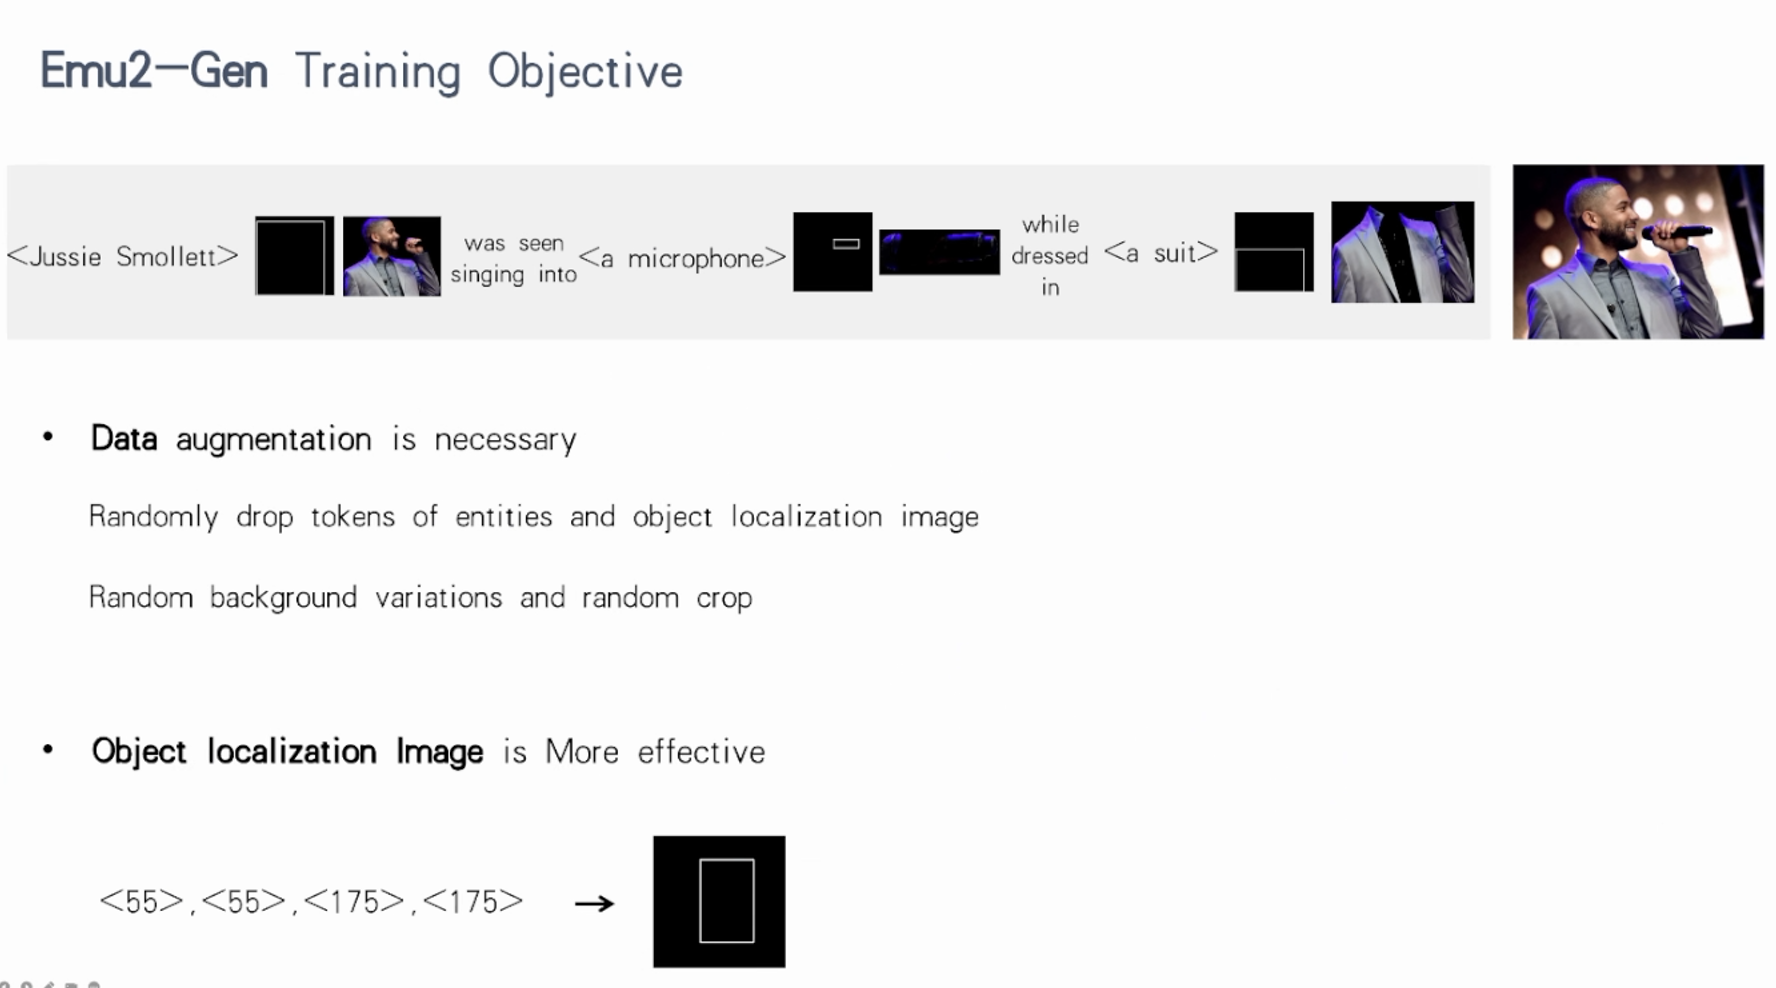 Emu2-Gen Training Objective
<Jussie Smollett>
was seen
singing into
<a microphone>
while
dressed
in
<a suit>
• Data augmentation is necessary
Randomly drop tokens of entities and object localization image
Random background variations and random crop
• Object localization Image is More effective
<55>,<55>,<175>,<175> →